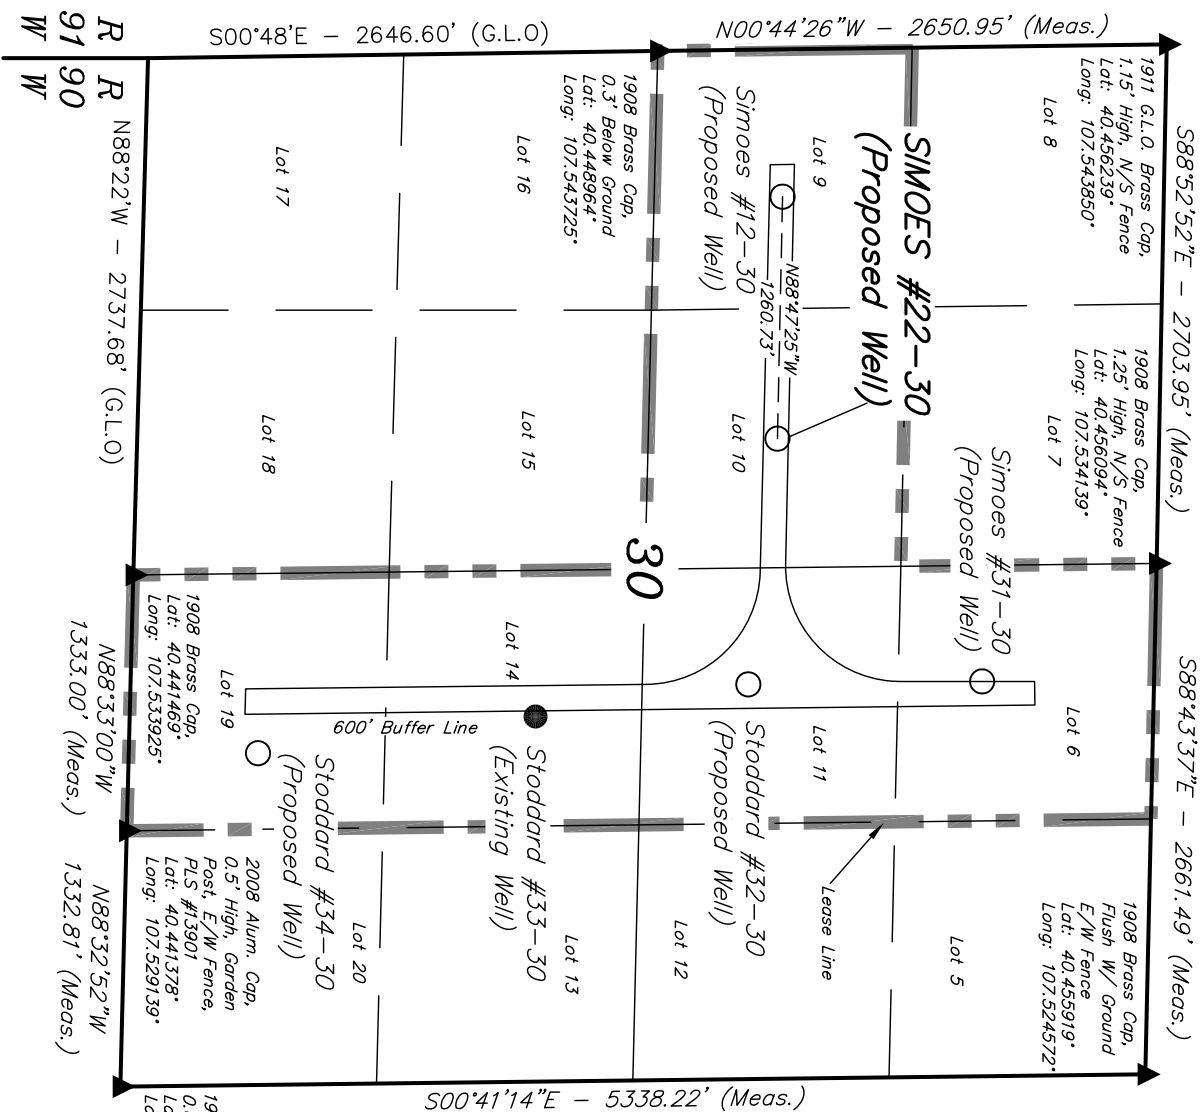 S88°52'52"E - 2703.95' (Meas.)
S88°43'37"E - 2661.49' (Meas.)
1911 G.L.O. Brass Cap,
1.15' High, N/S Fence
Lat: 40.456239°
Long: 107.543850°
1908 Brass Cap,
1.25' High, N/S Fence
Lat: 40.456094°
Long: 107.534139°
1908 Brass Cap,
Flush W/ Ground
E/W Fence
Lat: 40.455919°
Long: 107.524572°
N00°44'26"W - 2650.95' (Meas.)
Lot 8
Lot 7
Lot 6
Lot 5
Simoes #31-30
(Proposed Well)
SIMOES #22-30
(Proposed Well)
Lease Line
Lot 9
Lot 10
Lot 11
Lot 12
N88°47'25"W
1260.73'
Simoes #12-30
(Proposed Well)
Stoddard #32-30
(Proposed Well)
S00°41'14"E - 5338.22' (Meas.)
30
1908 Brass Cap,
0.3' Below Ground
Lat: 40.448964°
Long: 107.543725°
S00°48'E - 2646.60' (G.L.O)
Lot 16
Lot 15
Lot 14
Lot 13
Stoddard #33-30
(Existing Well)
600' Buffer Line
Lot 17
Lot 18
Lot 19
Lot 20
Stoddard #34-30
(Proposed Well)
1908 Brass Cap,
Lat: 40.441469°
Long: 107.533925°
2008 Alum. Cap,
0.5' High, Garden
Post, E/W Fence,
PLS #13901
Lat: 40.441378°
Long: 107.529139°
R R
91 90
W W
N88°22'W - 2737.68' (G.L.O)
N88°33'00"W
1333.00' (Meas.)
N88°32'52"W
1332.81' (Meas.)